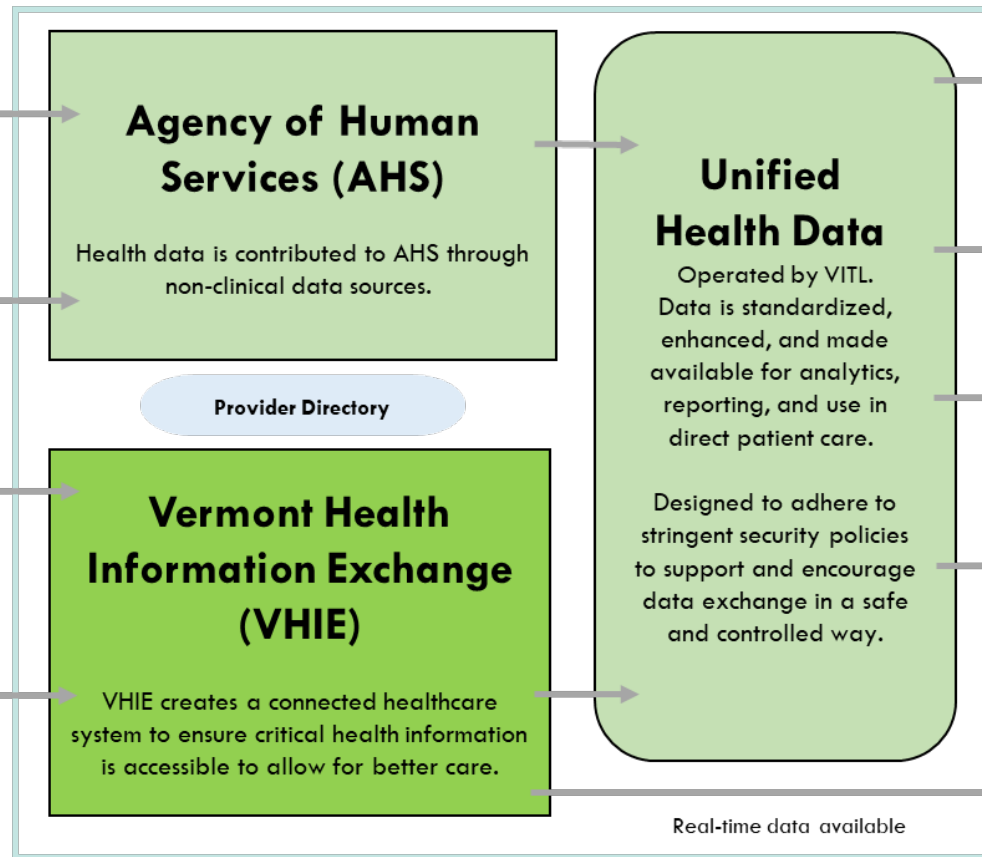 Agency of Human
Services (AHS)
Health data is contributed to AHS through
non-clinical data sources.
Provider Directory
Vermont Health
Information Exchange
(VHIE)
VHIE creates a connected healthcare
system to ensure critical health information
is accessible to allow for better care.
Unified
Health Data
Operated by VITL.
Data is standardized,
enhanced, and made
available for analytics,
reporting, and use in
direct patient care.
Designed to adhere to
stringent security policies
to support and encourage
data exchange in a safe
and controlled way.
Real-time data available